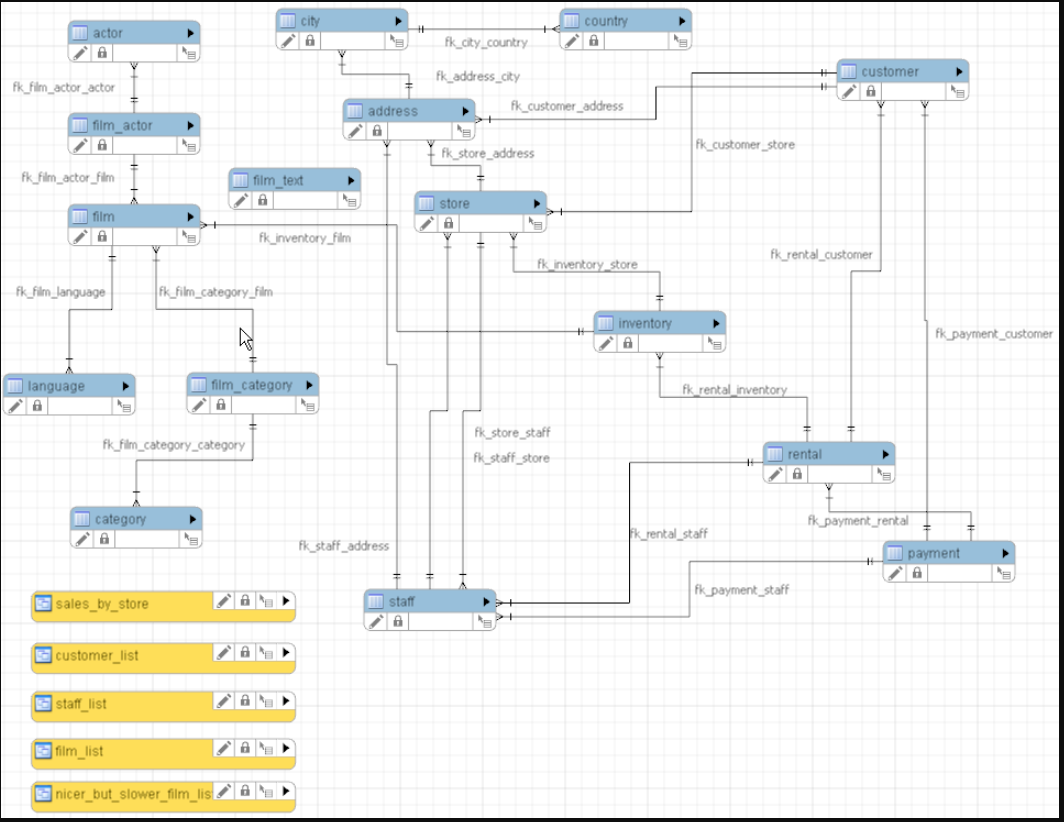 actor
city
country
fk_city_country
customer
fk_address_city
fk_film_actor_actor
address
fk_customer_address
film_actor
fk_store_address
fk_customer_store
fk_film_actor_film
film_text
store
film
fk_inventory_film
fk_rental_customer
fk_inventory_store
fk_film_language
fk_film_category_film
inventory
fk_payment_customer
language
film_category
fk_rental_inventory
fk_store_staff
fk_film_category_category
rental
fk_staff_store
category
fk_payment_rental
fk_rental_staff
fk_staff_address
payment
fk_payment_staff
staff
sales_by_store
customer_list
staff_list
film_list
nicer_but_slower_film_lis